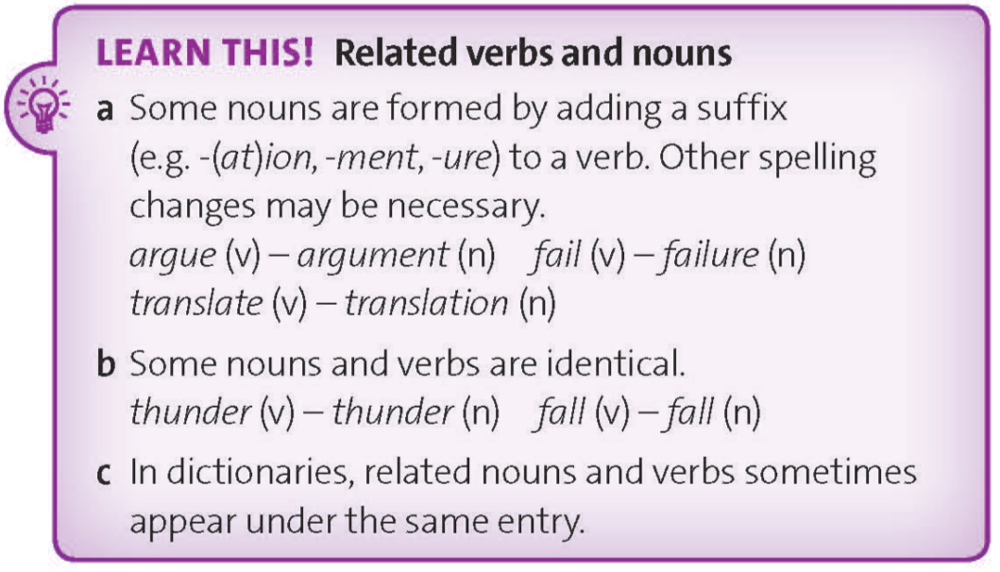 LEARN THIS! Related verbs and nouns
a Some nouns are formed by adding a suffix
(e.g. -(at)ion, -ment, -ure) to a verb. Other spelling
changes may be necessary.
argue (v) – argument (n) fail (v) – failure (n)
translate (v) – translation (n)
b Some nouns and verbs are identical.
thunder (v) – thunder (n) fall (v) – fall (n)
c In dictionaries, related nouns and verbs sometimes
appear under the same entry.